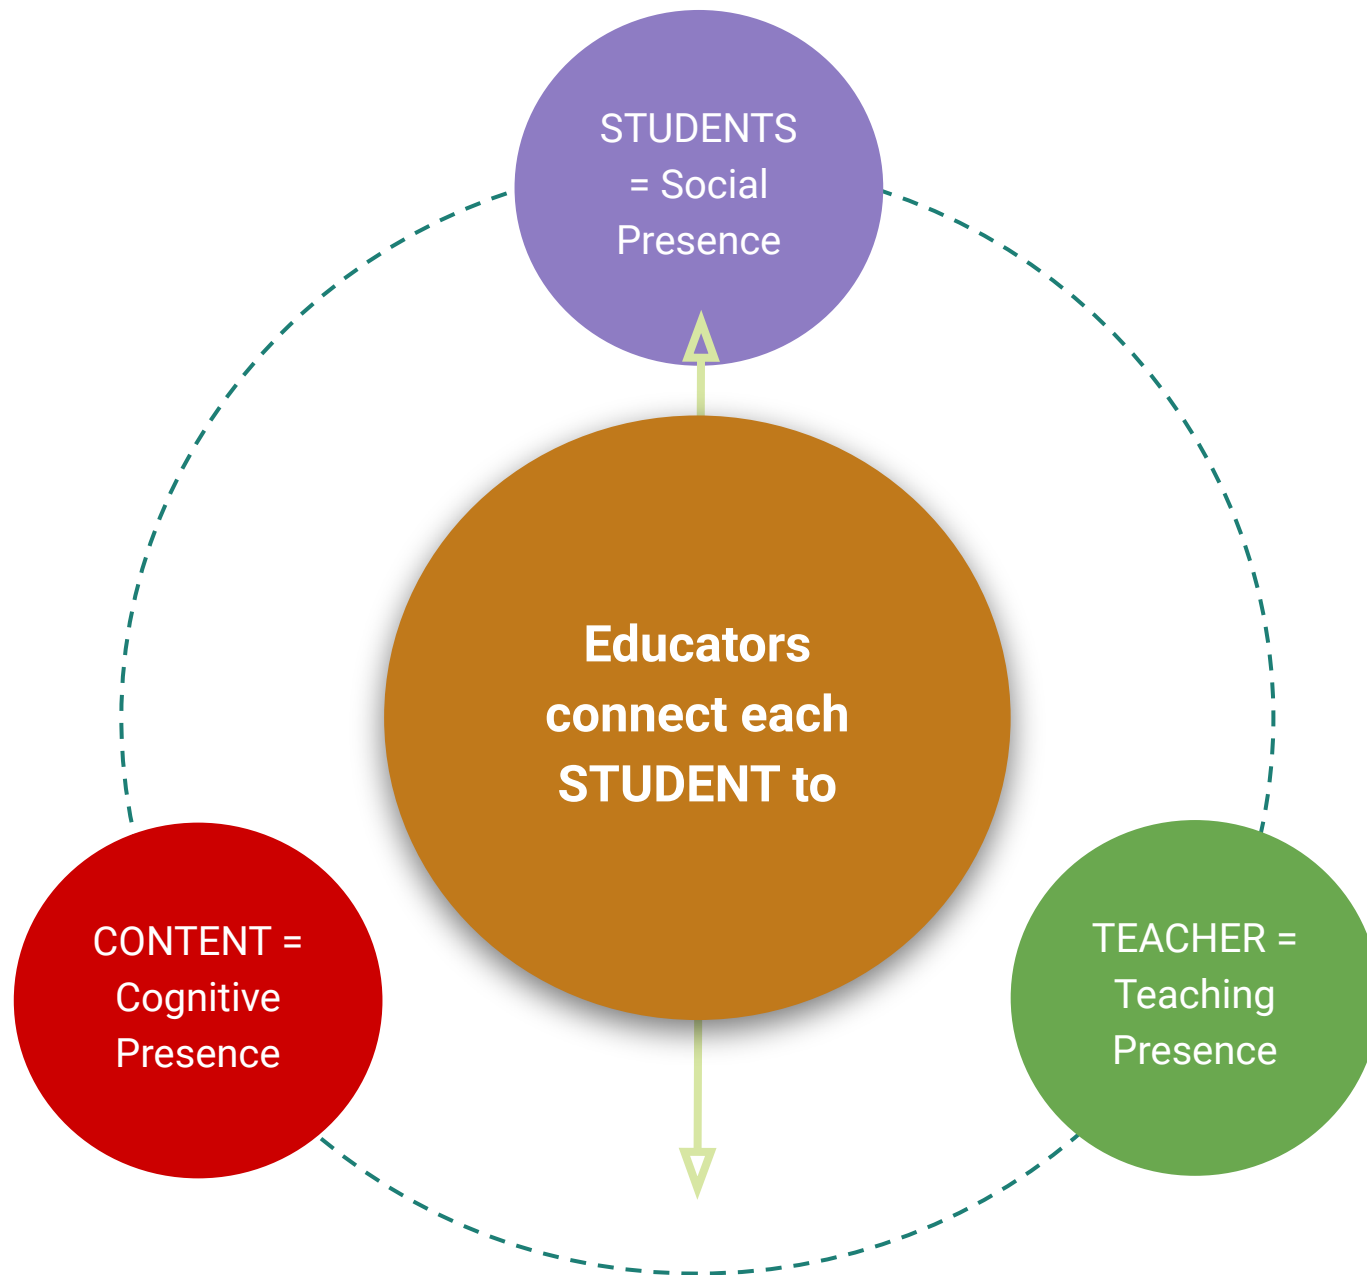 STUDENTS
= Social
Presence
Educators
connect each
STUDENT to
CONTENT =
Cognitive
Presence
TEACHER =
Teaching
Presence